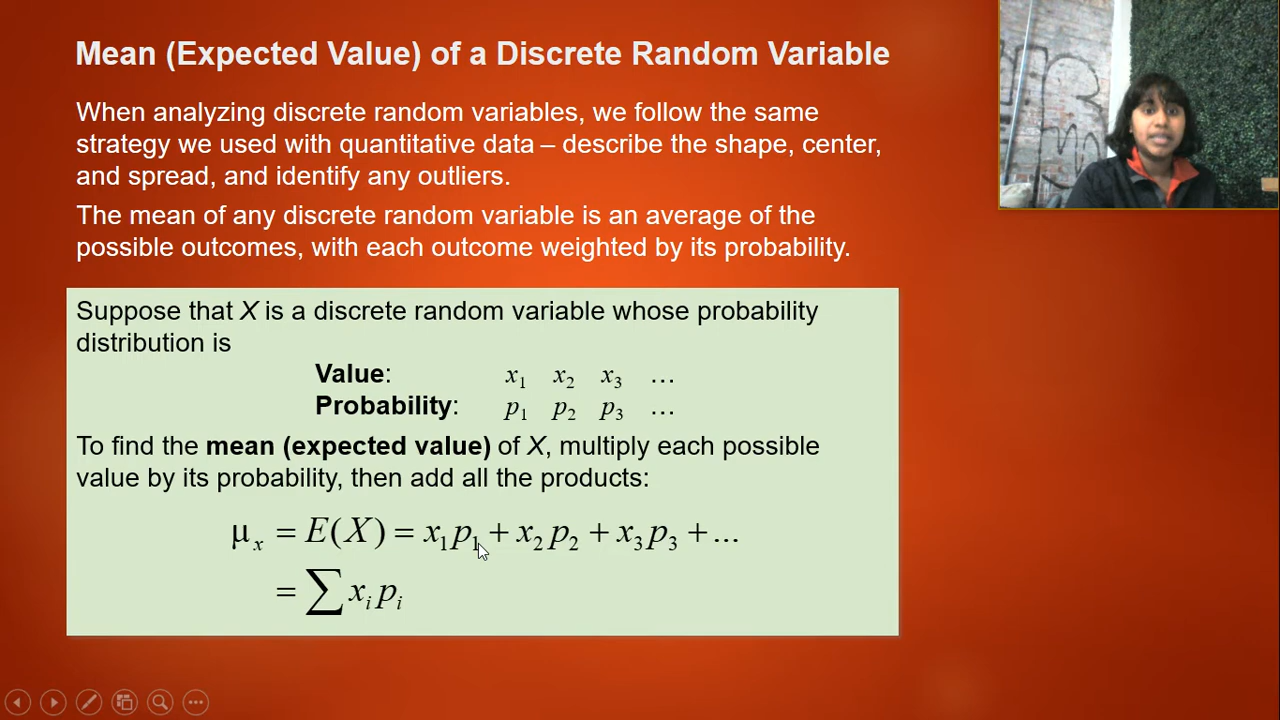 Mean (Expected Value) of a Discrete Random Variable
When analyzing discrete random variables, we follow the same
strategy we used with quantitative data – describe the shape, center,
and spread, and identify any outliers.
The mean of any discrete random variable is an average of the
possible outcomes, with each outcome weighted by its probability.
Suppose that X is a discrete random variable whose probability
distribution is
Value: x₁ x₂ x₃ …
Probability: p₁ p₂ p₃ …
To find the mean (expected value) of X, multiply each possible
value by its probability, then add all the products:
μₓ = E(X) = x₁p₁ + x₂p₂ + x₃p₃ + ...
= ∑ xᵢpᵢ